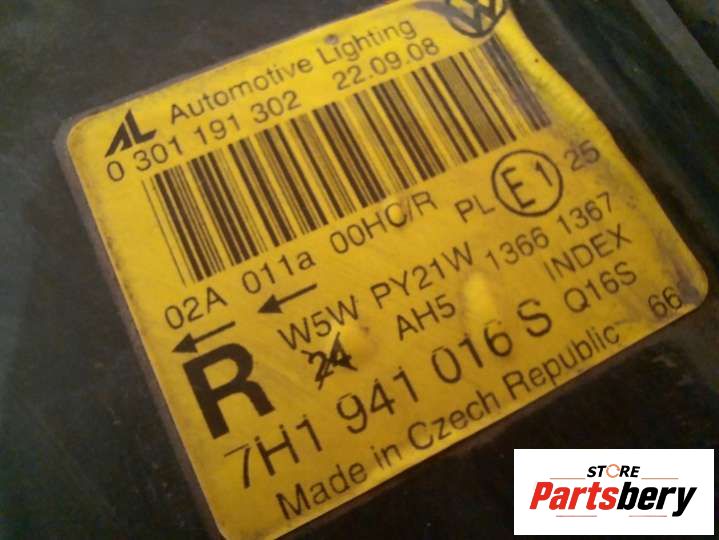 AL Automotive Lighting
0 301 191 302 22.09.08
02A 011a 00HC/R PL E1 25
W5W PY21W 1366 1367
24 AH5 INDEX
R 7H1 941 016 S Q16S
Made in Czech Republic 66
STORE
Partsbery